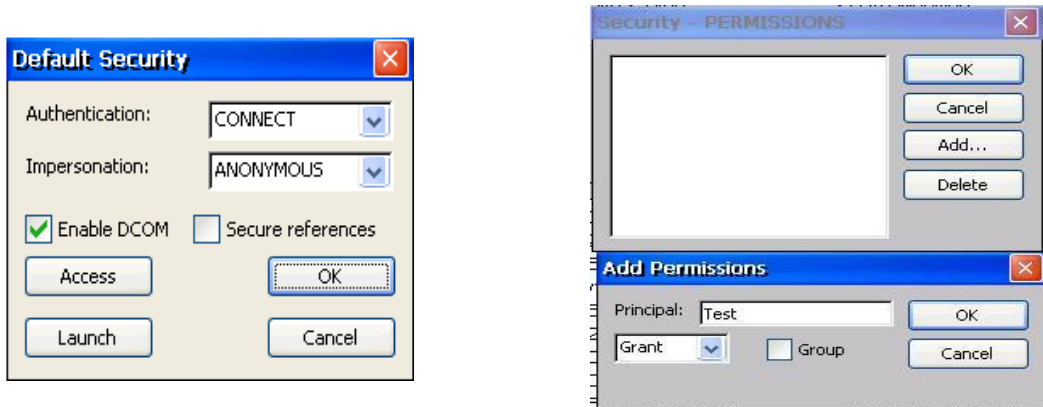 Default Security
Authentication: CONNECT
Impersonation: ANONYMOUS
Enable DCOM Secure references
Access OK
Launch Cancel
Security - PERMISSIONS
OK
Cancel
Add...
Delete
Add Permissions
Principal: Test OK
Grant Group Cancel